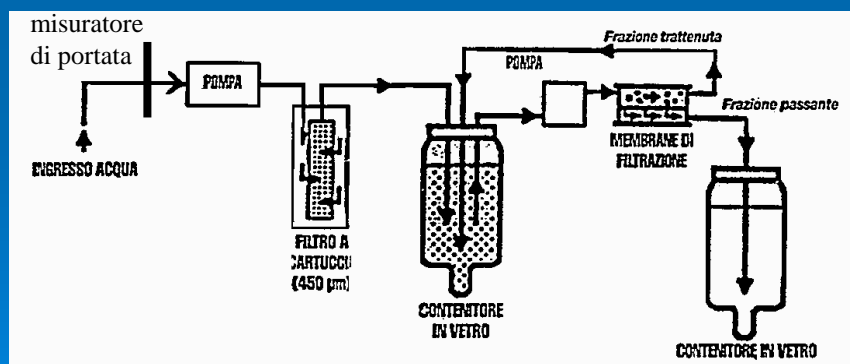 misuratore
di portata
POMPA
INGRESSO ACQUA
FILTRO A
CARTUCCIA
(450 µm)
CONTENITORE
IN VETRO
POMPA
Frazione trattenuta
Frazione passante
MEMBRANE DI
FILTRAZIONE
CONTENITORE IN VETRO